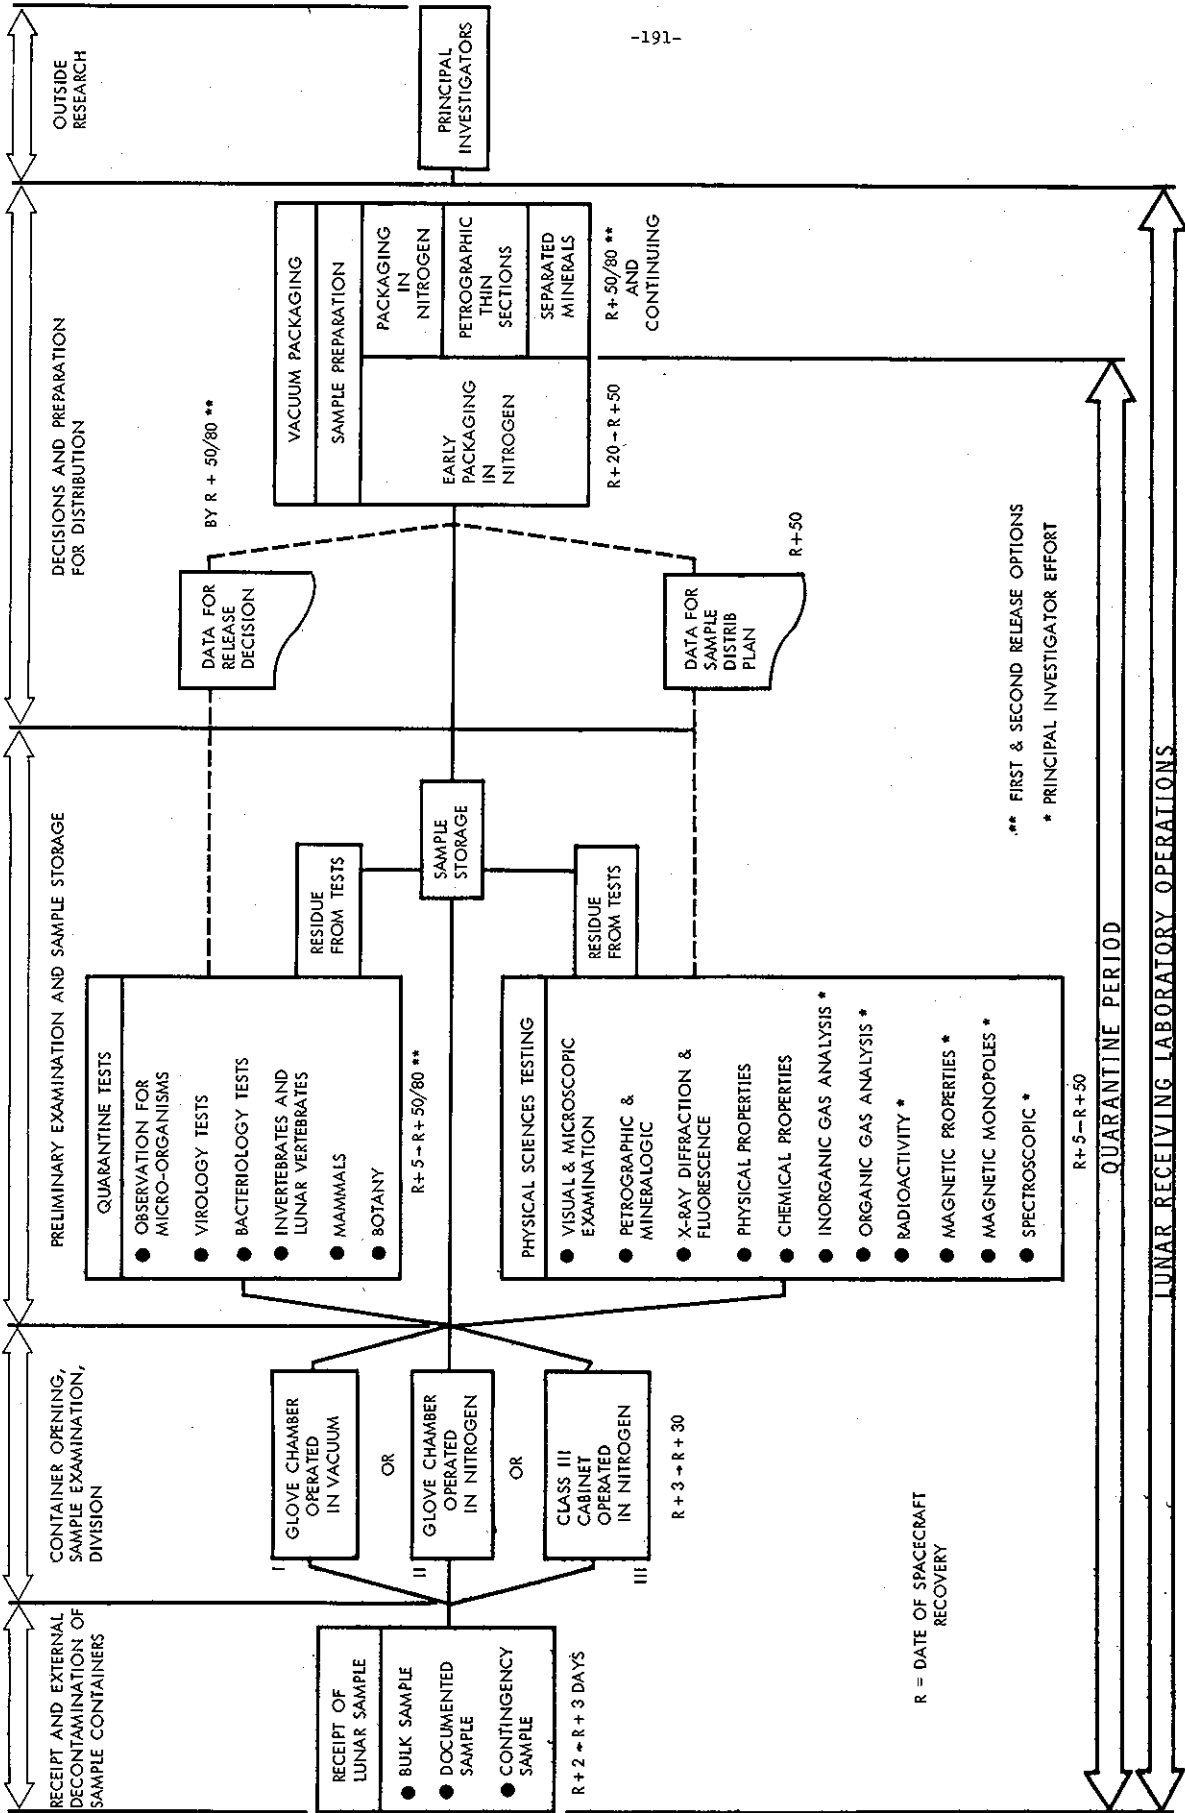 -191-
RECEIPT AND EXTERNAL
DECONTAMINATION OF
SAMPLE CONTAINERS
CONTAINER OPENING,
SAMPLE EXAMINATION,
DIVISION
PRELIMINARY EXAMINATION AND SAMPLE STORAGE
DECISIONS AND PREPARATION
FOR DISTRIBUTION
OUTSIDE
RESEARCH
RECEIPT OF
LUNAR SAMPLE
● BULK SAMPLE
● DOCUMENTED
SAMPLE
● CONTINGENCY
SAMPLE
R + 2 → R + 3 DAYS
I
GLOVE CHAMBER
OPERATED
IN VACUUM
OR
II
GLOVE CHAMBER
OPERATED
IN NITROGEN
OR
III
CLASS III
CABINET
OPERATED
IN NITROGEN
R + 3 → R + 30
QUARANTINE TESTS
● OBSERVATION FOR
MICRO-ORGANISMS
● VIROLOGY TESTS
● BACTERIOLOGY TESTS
● INVERTEBRATES AND
LUNAR VERTEBRATES
● MAMMALS
● BOTANY
R + 5 → R + 50/80 **
RESIDUE
FROM TESTS
SAMPLE
STORAGE
RESIDUE
FROM TESTS
PHYSICAL SCIENCES TESTING
● VISUAL & MICROSCOPIC
EXAMINATION
● PETROGRAPHIC &
MINERALOGIC
● X-RAY DIFFRACTION &
FLUORESCENCE
● PHYSICAL PROPERTIES
● CHEMICAL PROPERTIES
● INORGANIC GAS ANALYSIS *
● ORGANIC GAS ANALYSIS *
● RADIOACTIVITY *
● MAGNETIC PROPERTIES *
● MAGNETIC MONOPOLES *
● SPECTROSCOPIC *
R + 5 → R + 50
DATA FOR
RELEASE
DECISION
BY R + 50/80 **
DATA FOR
SAMPLE
DISTRIB
PLAN
R + 50
VACUUM PACKAGING
SAMPLE PREPARATION
EARLY
PACKAGING
IN
NITROGEN
PACKAGING
IN
NITROGEN
PETROGRAPHIC
THIN
SECTIONS
SEPARATED
MINERALS
R + 20 → R + 50
R + 50/80 **
AND
CONTINUING
PRINCIPAL
INVESTIGATORS
R = DATE OF SPACECRAFT
RECOVERY
** FIRST & SECOND RELEASE OPTIONS
* PRINCIPAL INVESTIGATOR EFFORT
QUARANTINE PERIOD
LUNAR RECEIVING LABORATORY OPERATIONS